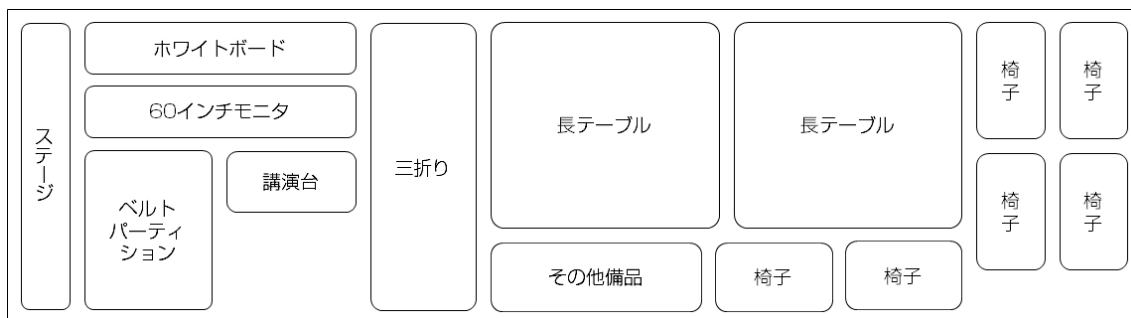 ステージ
ホワイトボード
60インチモニタ
ベルト
パーティ
ション
講演台
三折り
長テーブル
長テーブル
その他備品
椅子
椅子
椅子
椅子
椅子
椅子